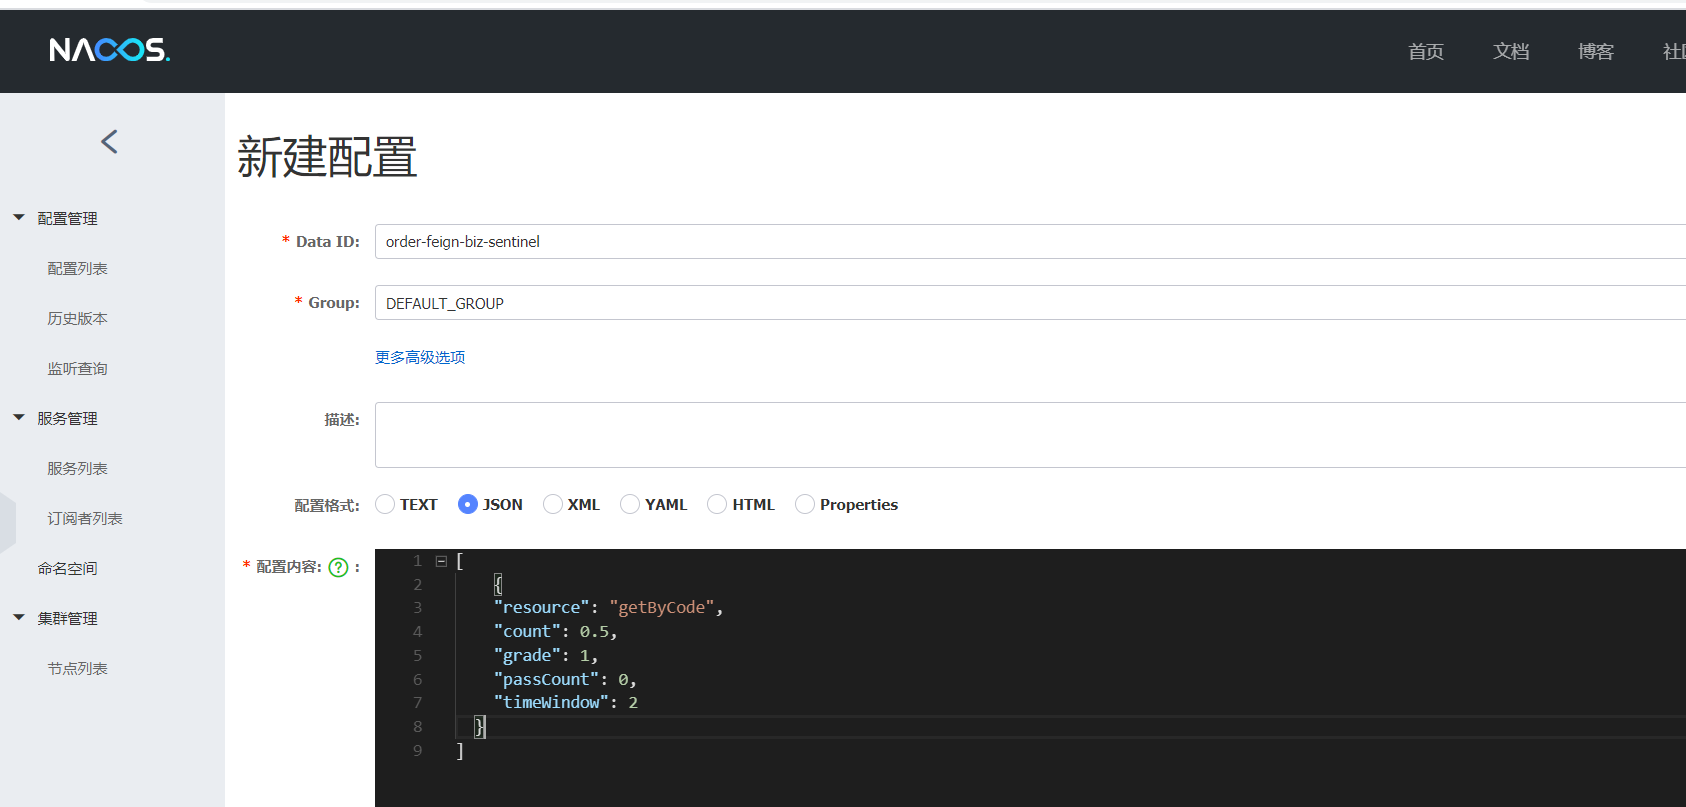 NACOS.
首页 文档 博客
新建配置
配置管理
配置列表
历史版本
监听查询
服务管理
服务列表
订阅者列表
命名空间
集群管理
节点列表
* Data ID: order-feign-biz-sentinel
* Group: DEFAULT_GROUP
更多高级选项
描述:
配置格式: TEXT JSON XML YAML HTML Properties
* 配置内容: ? :
1 [
2 {
3 "resource": "getByCode",
4 "count": 0.5,
5 "grade": 1,
6 "passCount": 0,
7 "timeWindow": 2
8 }
9 ]